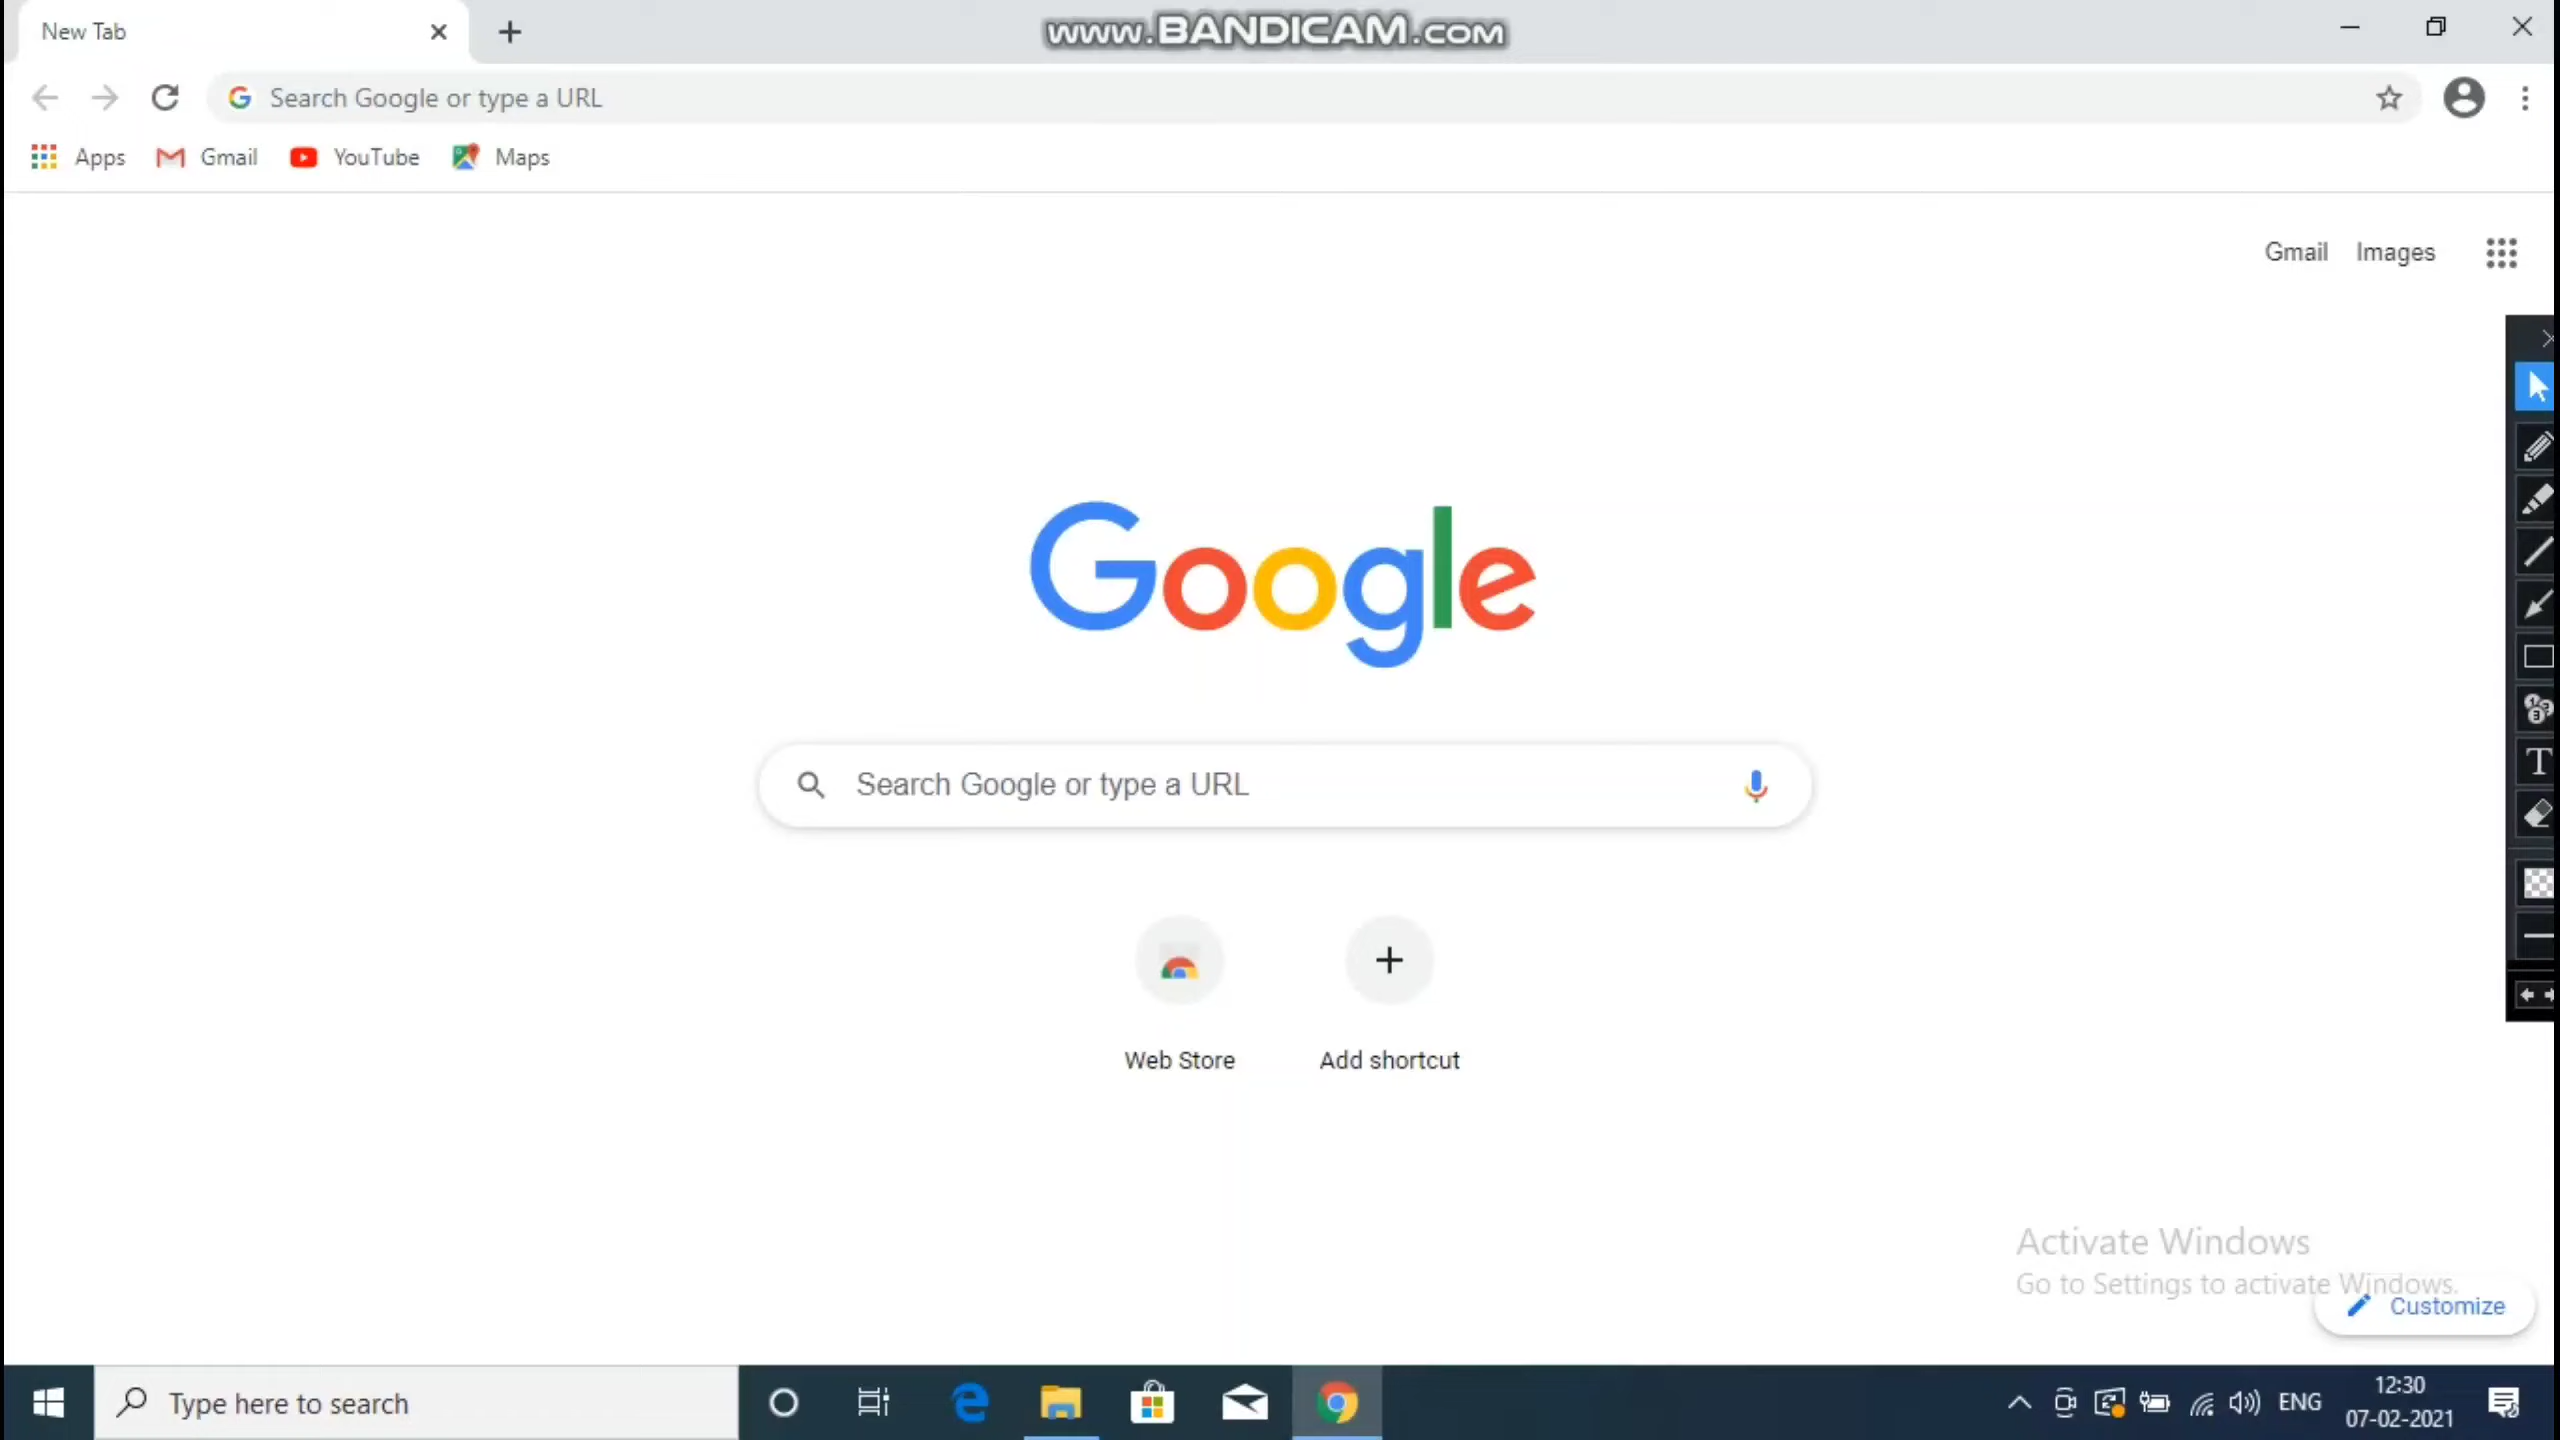 New Tab
www.BANDICAM.com
Search Google or type a URL
Apps
Gmail
YouTube
Maps
Gmail
Images
Google
Search Google or type a URL
Web Store
Add shortcut
Activate Windows
Go to Settings to activate Windows.
Customize
Type here to search
ENG
12:30
07-02-2021